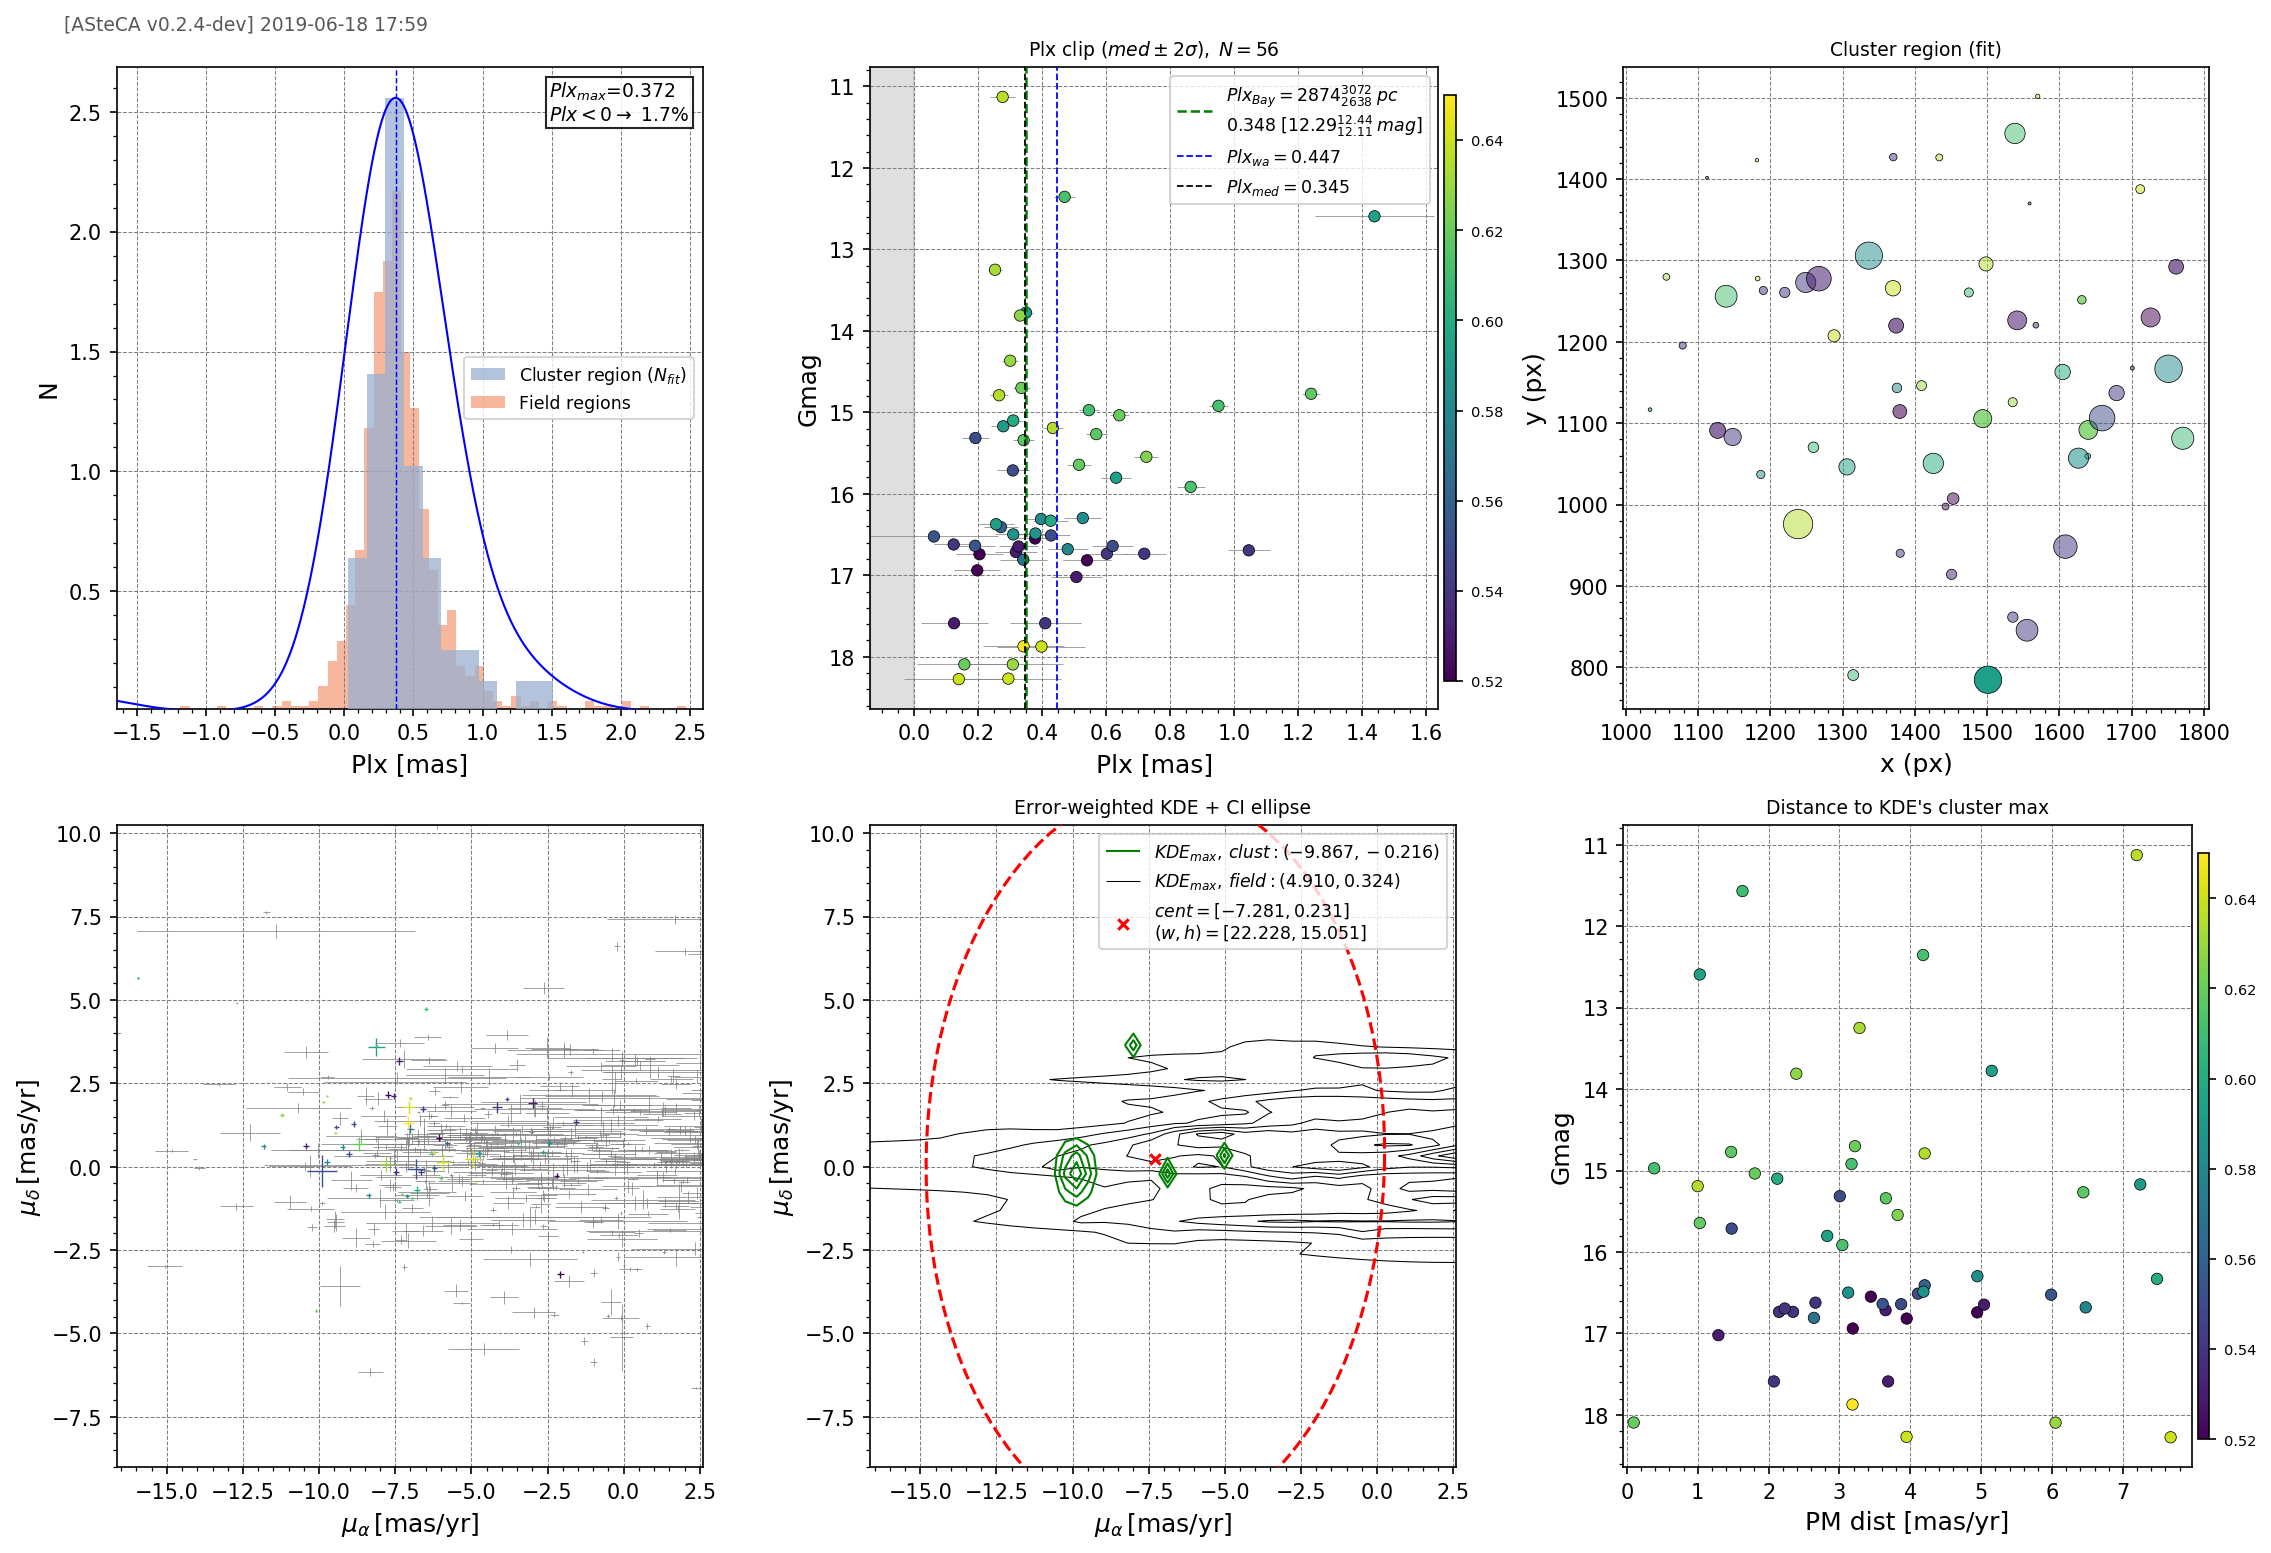 [ASteCA v0.2.4-dev] 2019-06-18 17:59
Plx_max=0.372
Plx < 0 → 1.7%
Cluster region (N_fit)
Field regions
N
2.5
2.0
1.5
1.0
0.5
−1.5 −1.0 −0.5 0.0 0.5 1.0 1.5 2.0 2.5
Plx [mas]
Plx clip (med ± 2σ), N = 56
Plx_Bay = 2874^3072_2638 pc
0.348 [12.29^12.44_12.11 mag]
Plx_wa = 0.447
Plx_med = 0.345
Gmag
11
12
13
14
15
16
17
18
0.0 0.2 0.4 0.6 0.8 1.0 1.2 1.4 1.6
Plx [mas]
0.64
0.62
0.60
0.58
0.56
0.54
0.52
Cluster region (fit)
y (px)
1500
1400
1300
1200
1100
1000
900
800
1000 1100 1200 1300 1400 1500 1600 1700 1800
x (px)
μ_δ [mas/yr]
10.0
7.5
5.0
2.5
0.0
−2.5
−5.0
−7.5
−15.0 −12.5 −10.0 −7.5 −5.0 −2.5 0.0 2.5
μ_α [mas/yr]
Error-weighted KDE + CI ellipse
KDE_max, clust : (−9.867, −0.216)
KDE_max, field : (4.910, 0.324)
cent = [−7.281, 0.231]
(w, h) = [22.228, 15.051]
μ_δ [mas/yr]
10.0
7.5
5.0
2.5
0.0
−2.5
−5.0
−7.5
−15.0 −12.5 −10.0 −7.5 −5.0 −2.5 0.0 2.5
μ_α [mas/yr]
Distance to KDE's cluster max
Gmag
11
12
13
14
15
16
17
18
0 1 2 3 4 5 6 7
PM dist [mas/yr]
0.64
0.62
0.60
0.58
0.56
0.54
0.52